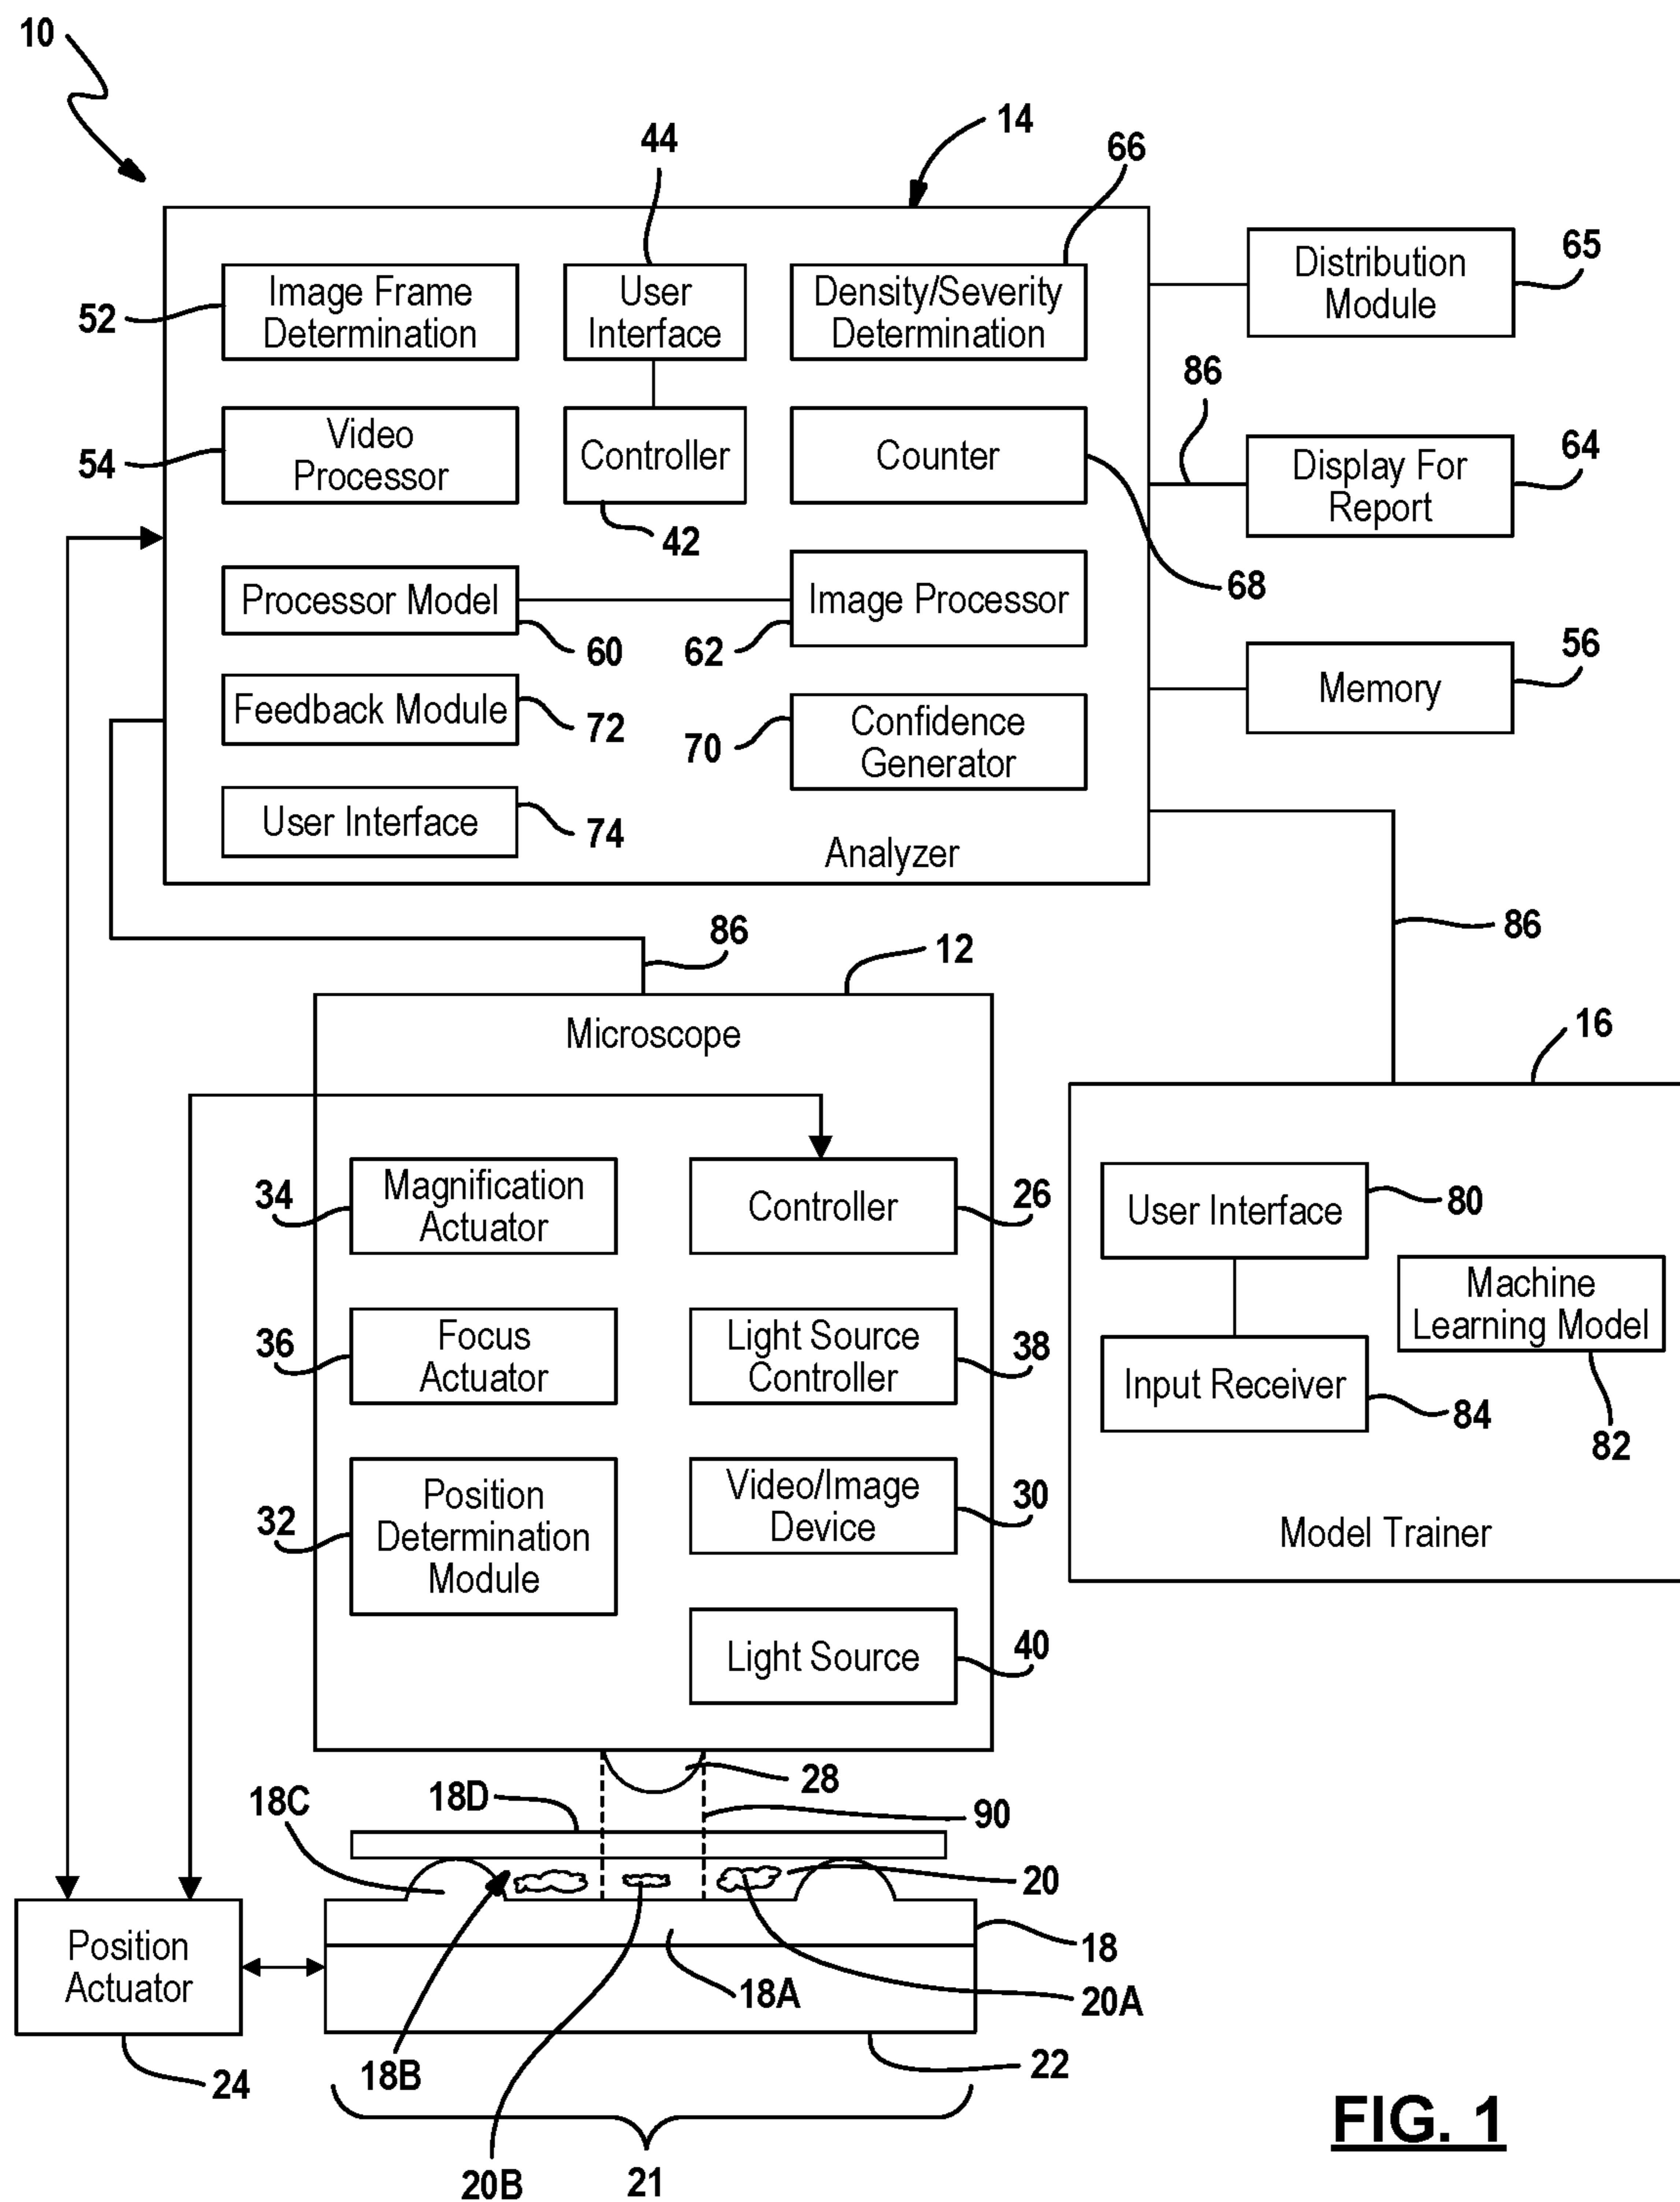 10
14
44
66
Image Frame
Determination
52
User
Interface
Density/Severity
Determination
Distribution
Module
65
86
Video
Processor
54
Controller
42
Counter
68
Display For
Report
64
Processor Model
60
Image Processor
62
Memory
56
Feedback Module
72
Confidence
Generator
70
User Interface
74
Analyzer
86
12
86
Microscope
16
Magnification
Actuator
34
Controller
26
User Interface
80
Machine
Learning Model
82
Focus
Actuator
36
Light Source
Controller
38
Input Receiver
84
Position
Determination
Module
32
Video/Image
Device
30
Model Trainer
Light Source
40
28
18C
18D
90
20
Position
Actuator
24
18
18A
20A
18B
22
20B
21
FIG. 1